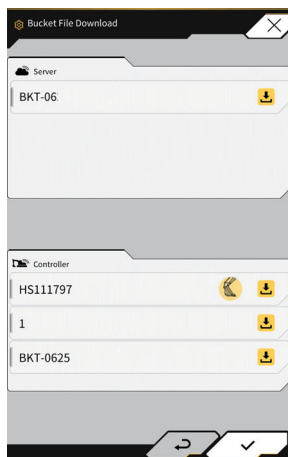 Bucket File Download
Server
BKT-06
Controller
HS111797
1
BKT-0625